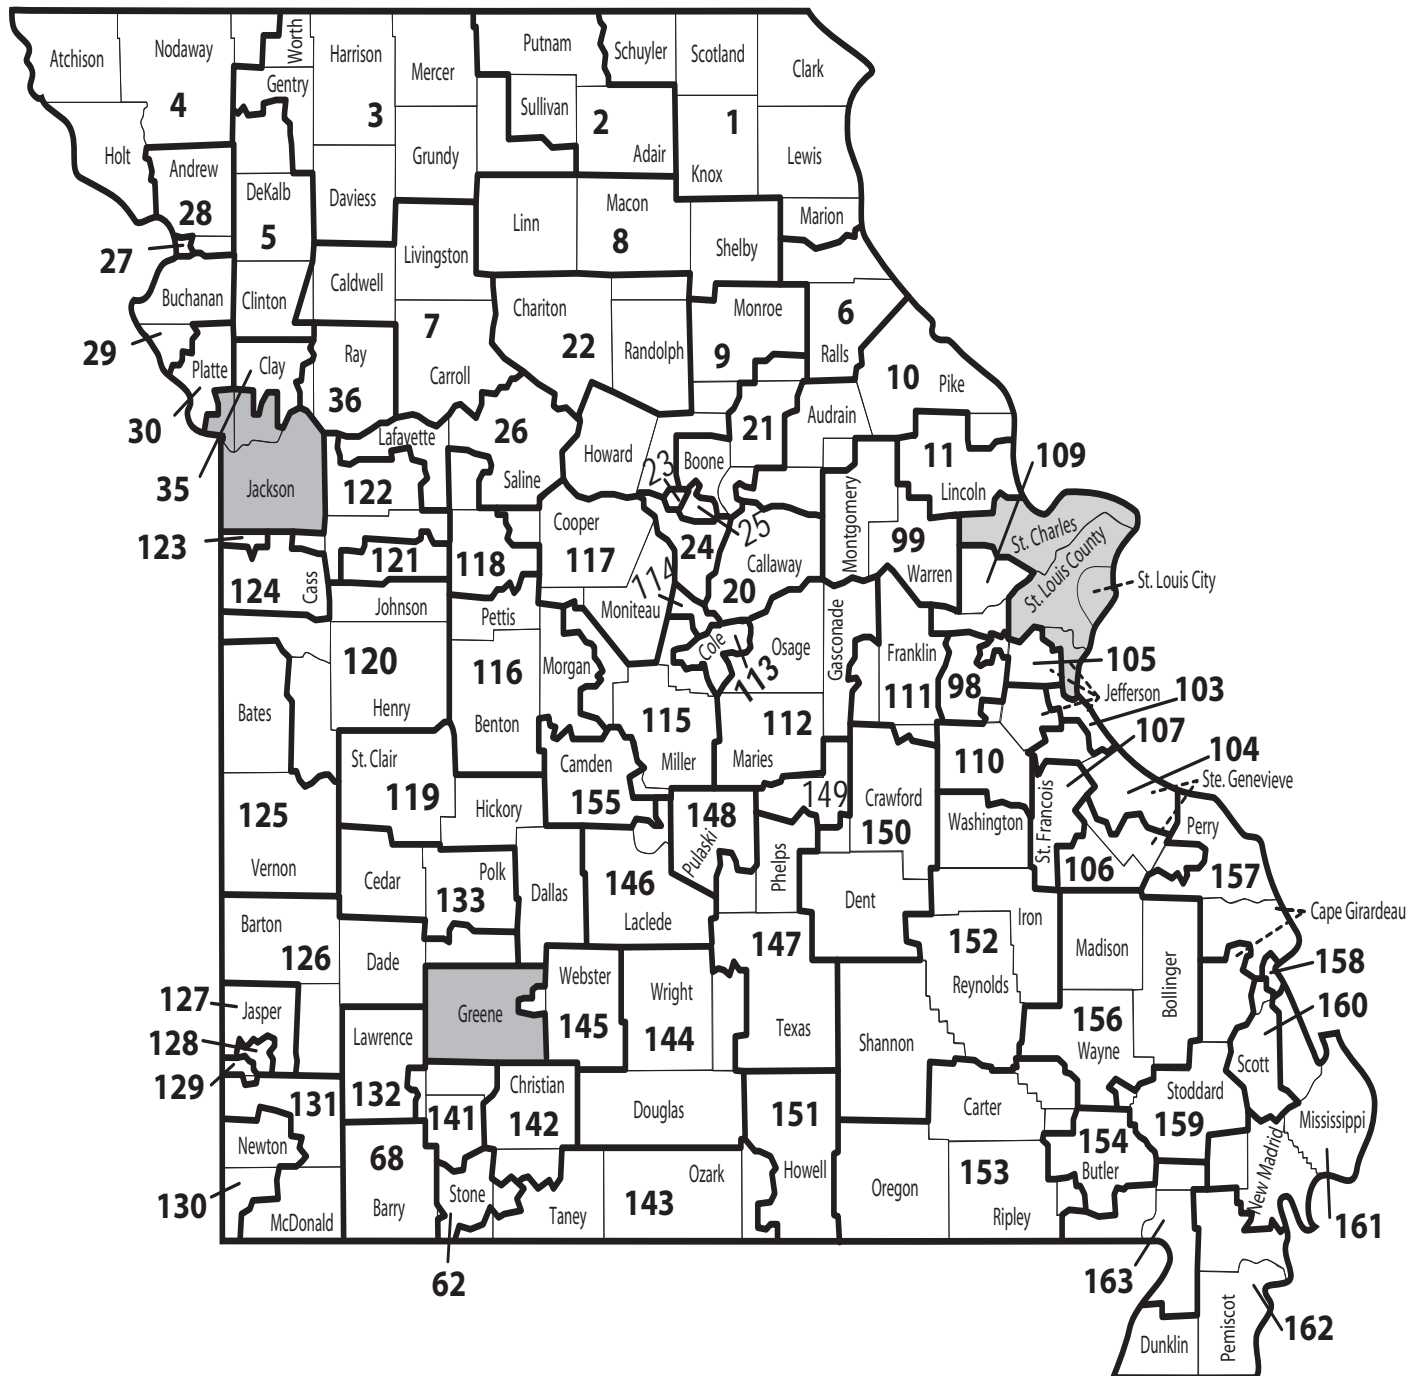 Atchison
Nodaway
Worth
Harrison
Mercer
Putnam
Schuyler
Scotland
Clark
Gentry
4
3
Sullivan
2
1
Holt
Andrew
Grundy
Adair
Knox
Lewis
28
DeKalb
Daviess
Linn
Macon
Marion
5
8
Shelby
27
Livingston
Buchanan
Clinton
Caldwell
Chariton
Monroe
6
29
7
22
9
Ralls
Platte
Clay
Ray
Carroll
Randolph
10
Pike
30
36
26
21
Audrain
Lafayette
Howard
Boone
11
109
35
Jackson
122
Saline
23
Lincoln
123
Cooper
25
Montgomery
St. Charles
121
118
117
24
Callaway
99
St. Louis County
124
Cass
114
20
Warren
St. Louis City
Johnson
Pettis
Moniteau
Cole
Osage
Gasconade
Franklin
120
116
Morgan
113
111
98
105
Jefferson
103
Henry
Bates
Benton
115
112
107
St. Clair
Camden
Miller
Maries
110
104
119
Hickory
155
148
149
Crawford
Ste. Genevieve
125
Pulaski
150
Washington
St. Francois
Perry
Vernon
Cedar
Polk
Dallas
146
Phelps
106
157
133
Laclede
Dent
Iron
Cape Girardeau
Barton
126
Dade
147
152
Madison
Bollinger
158
127
Jasper
Greene
Webster
Wright
Reynolds
160
128
Lawrence
145
144
Texas
Shannon
156
Wayne
129
132
Christian
Scott
131
141
142
Douglas
151
Carter
Stoddard
159
Mississippi
Newton
68
154
New Madrid
130
Stone
Ozark
Howell
Oregon
153
Butler
McDonald
Barry
Taney
143
Ripley
161
62
163
Dunklin
Pemiscot
162